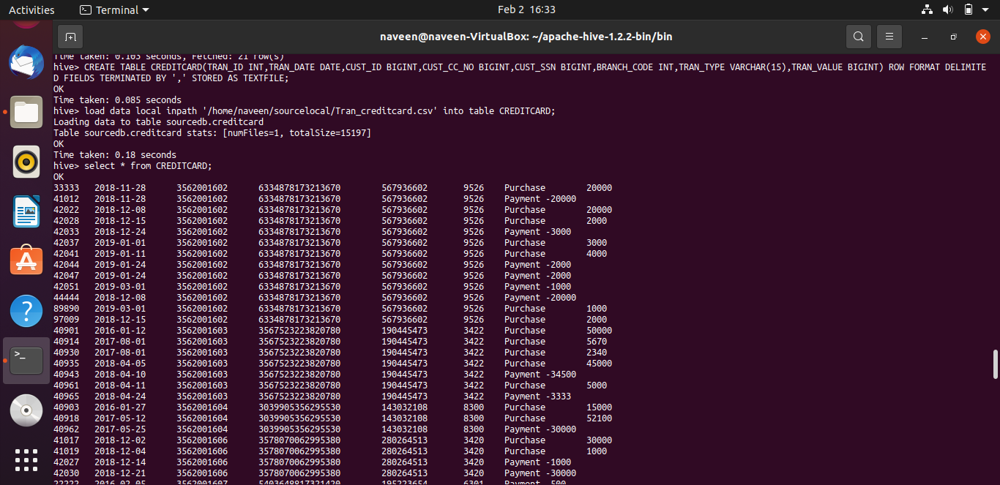 Activities Terminal Feb 2 16:33
naveen@naveen-VirtualBox: ~/apache-hive-1.2.2-bin/bin
Time taken: 0.103 seconds, Fetched: 21 row(s)
hive> CREATE TABLE CREDITCARD(TRAN_ID INT,TRAN_DATE DATE,CUST_ID BIGINT,CUST_CC_NO BIGINT,CUST_SSN BIGINT,BRANCH_CODE INT,TRAN_TYPE VARCHAR(15),TRAN_VALUE BIGINT) ROW FORMAT DELIMITE
D FIELDS TERMINATED BY ',' STORED AS TEXTFILE;
OK
Time taken: 0.085 seconds
hive> load data local inpath '/home/naveen/sourcelocal/Tran_creditcard.csv' into table CREDITCARD;
Loading data to table sourcedb.creditcard
Table sourcedb.creditcard stats: [numFiles=1, totalSize=15197]
OK
Time taken: 0.18 seconds
hive> select * from CREDITCARD;
OK
33333 2018-11-28 3562001602 6334878173213670 567936602 9526 Purchase 20000
41012 2018-11-28 3562001602 6334878173213670 567936602 9526 Payment -20000
42022 2018-12-08 3562001602 6334878173213670 567936602 9526 Purchase 20000
42028 2018-12-15 3562001602 6334878173213670 567936602 9526 Purchase 2000
42033 2018-12-24 3562001602 6334878173213670 567936602 9526 Payment -3000
42037 2019-01-01 3562001602 6334878173213670 567936602 9526 Purchase 3000
42041 2019-01-11 3562001602 6334878173213670 567936602 9526 Purchase 4000
42044 2019-01-24 3562001602 6334878173213670 567936602 9526 Payment -2000
42047 2019-01-24 3562001602 6334878173213670 567936602 9526 Payment -2000
42051 2019-03-01 3562001602 6334878173213670 567936602 9526 Payment -1000
44444 2018-12-08 3562001602 6334878173213670 567936602 9526 Payment -20000
89890 2019-03-01 3562001602 6334878173213670 567936602 9526 Purchase 1000
97009 2018-12-15 3562001602 6334878173213670 567936602 9526 Purchase 2000
40901 2016-01-12 3562001603 3567523223820780 190445473 3422 Purchase 50000
40914 2017-08-01 3562001603 3567523223820780 190445473 3422 Purchase 5670
40930 2017-08-01 3562001603 3567523223820780 190445473 3422 Purchase 2340
40935 2018-04-05 3562001603 3567523223820780 190445473 3422 Purchase 45000
40943 2018-04-10 3562001603 3567523223820780 190445473 3422 Payment -34500
40961 2018-04-11 3562001603 3567523223820780 190445473 3422 Purchase 5000
40965 2018-04-24 3562001603 3567523223820780 190445473 3422 Payment -3333
40903 2016-01-27 3562001604 3039905356295530 143032108 8300 Purchase 15000
40918 2017-05-12 3562001604 3039905356295530 143032108 8300 Purchase 52100
40962 2017-05-25 3562001604 3039905356295530 143032108 8300 Payment -30000
41017 2018-12-02 3562001606 3578070062995380 280264513 3420 Purchase 30000
41019 2018-12-04 3562001606 3578070062995380 280264513 3420 Purchase 1000
42027 2018-12-14 3562001606 3578070062995380 280264513 3420 Payment -1000
42030 2018-12-21 3562001606 3578070062995380 280264513 3420 Payment -30000
22222 2016-02-05 3562001607 5403648817321420 195223654 6301 Payment -500